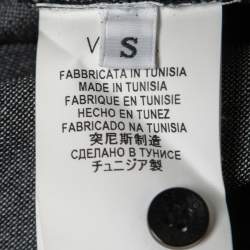 S
FABBRICATA IN TUNISIA
MADE IN TUNISIA
FABRIQUE EN TUNISIE
HECHO EN TUNEZ
FABRICADO NA TUNISIA
突尼斯制造
СДЕЛАНО В ТУНИСЕ
チュニジア製